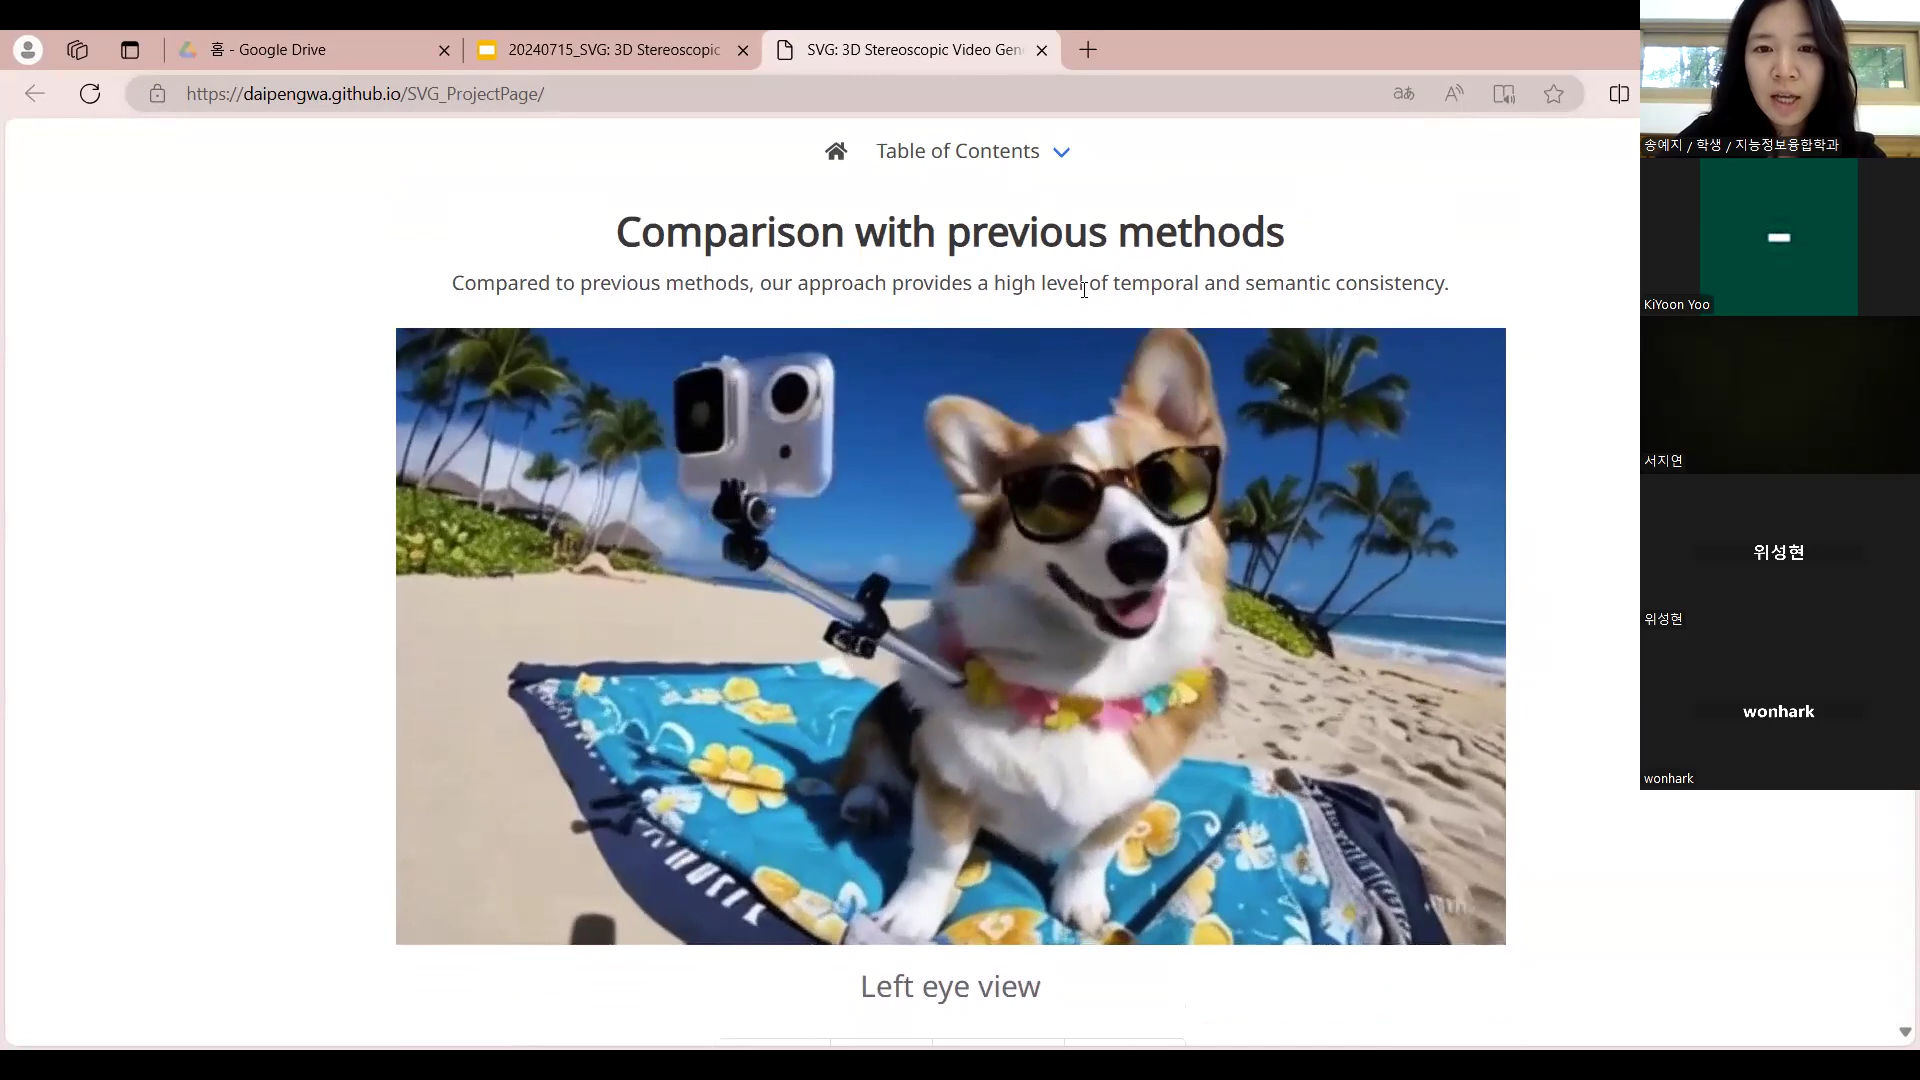 홈 - Google Drive
20240715_SVG: 3D Stereoscopic
SVG: 3D Stereoscopic Video Gen
https://daipengwa.github.io/SVG_ProjectPage/
Table of Contents
Comparison with previous methods
Compared to previous methods, our approach provides a high level of temporal and semantic consistency.
Left eye view
송예지 / 학생 / 지능정보융합학과
KiYoon Yoo
서지연
위성현
위성현
wonhark
wonhark